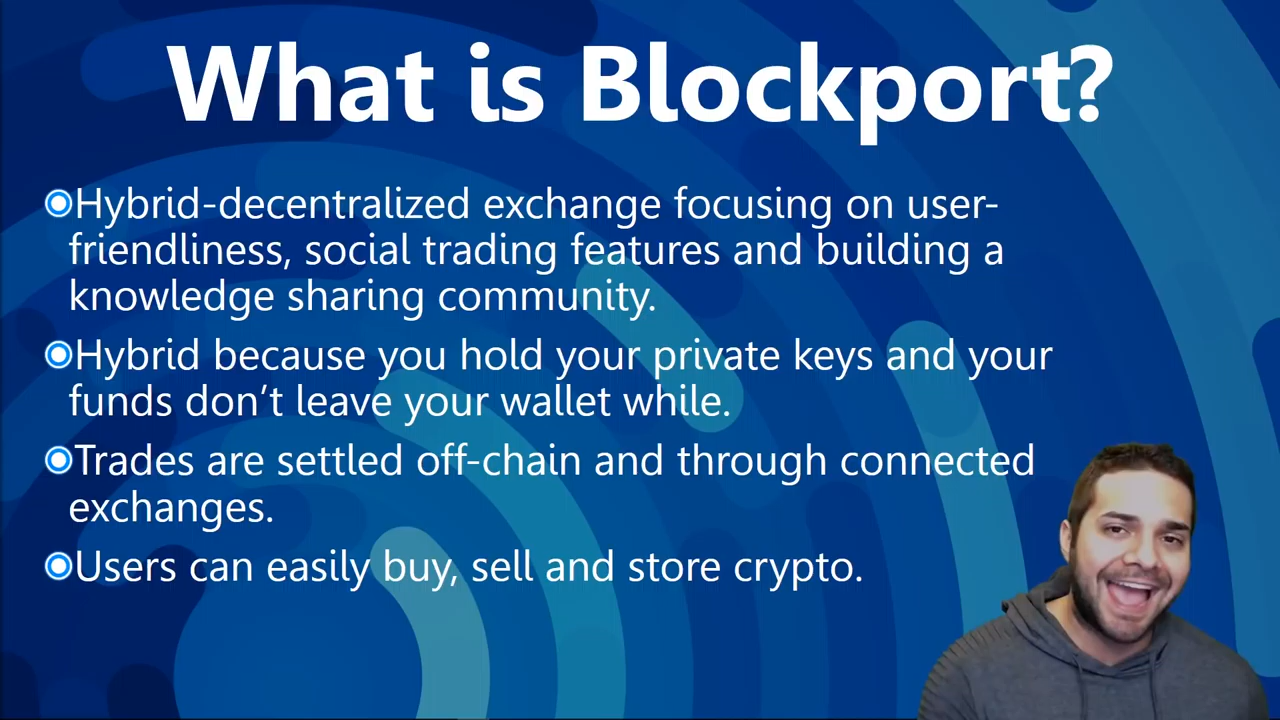 What is Blockport?
Hybrid-decentralized exchange focusing on user-
friendliness, social trading features and building a
knowledge sharing community.
Hybrid because you hold your private keys and your
funds don’t leave your wallet while.
Trades are settled off-chain and through connected
exchanges.
Users can easily buy, sell and store crypto.